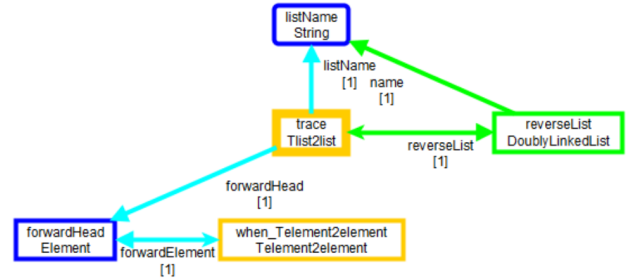 listName
String
listName
[1]
name
[1]
trace
Tlist2list
reverseList
[1]
reverseList
DoublyLinkedList
forwardHead
[1]
forwardHead
Element
forwardElement
[1]
when_Telement2element
Telement2element